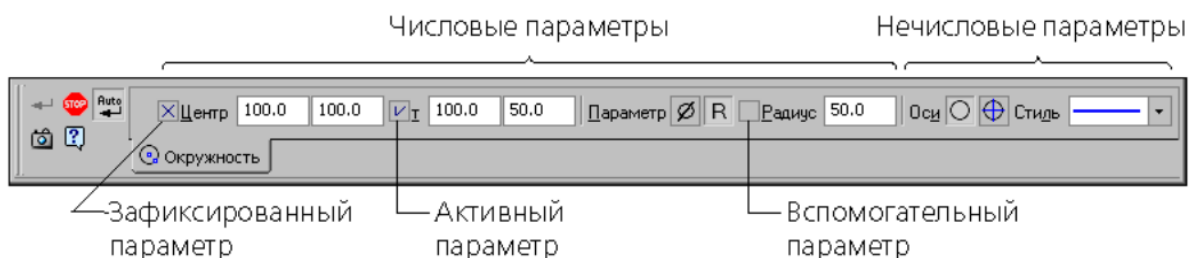 Числовые параметры Нечисловые параметры
STOP Auto Центр 100.0 100.0 т 100.0 50.0 Параметр Ø R Радиус 50.0 Оси Стиль
? Окружность
Зафиксированный параметр
Активный параметр
Вспомогательный параметр